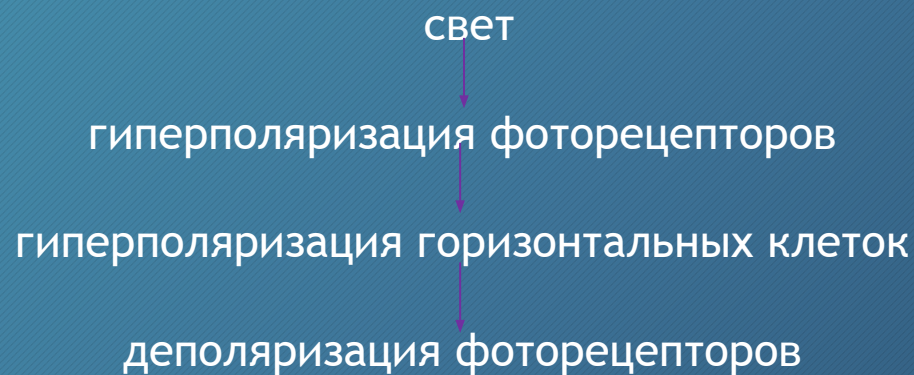 свет
гиперполяризация фоторецепторов
гиперполяризация горизонтальных клеток
деполяризация фоторецепторов